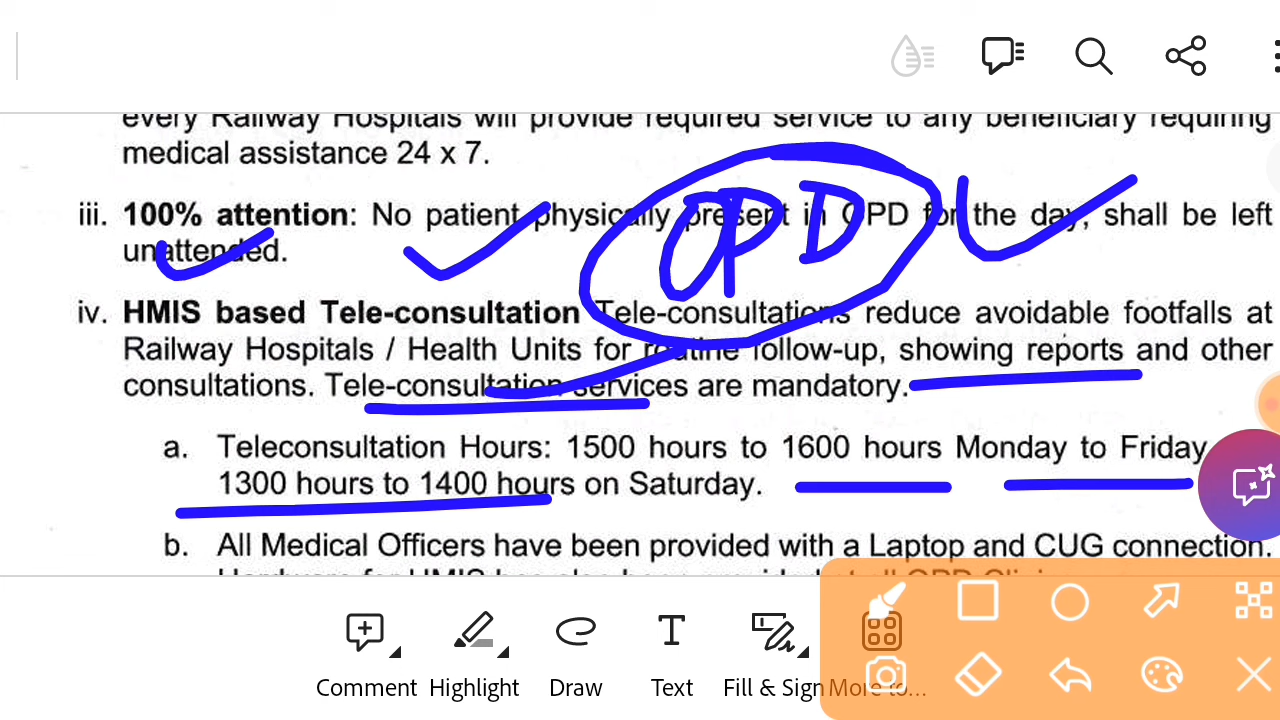 every Railway Hospitals will provide required service to any beneficiary requiring
medical assistance 24 x 7.
iii. 100% attention: No patient physically present in OPD for the day, shall be left
unattended.
OPD
iv. HMIS based Tele-consultation Tele-consultations reduce avoidable footfalls at
Railway Hospitals / Health Units for routine follow-up, showing reports and other
consultations. Tele-consultation services are mandatory.
a. Teleconsultation Hours: 1500 hours to 1600 hours Monday to Friday
1300 hours to 1400 hours on Saturday.
b. All Medical Officers have been provided with a Laptop and CUG connection.
Comment Highlight Draw Text Fill & Sign More to...